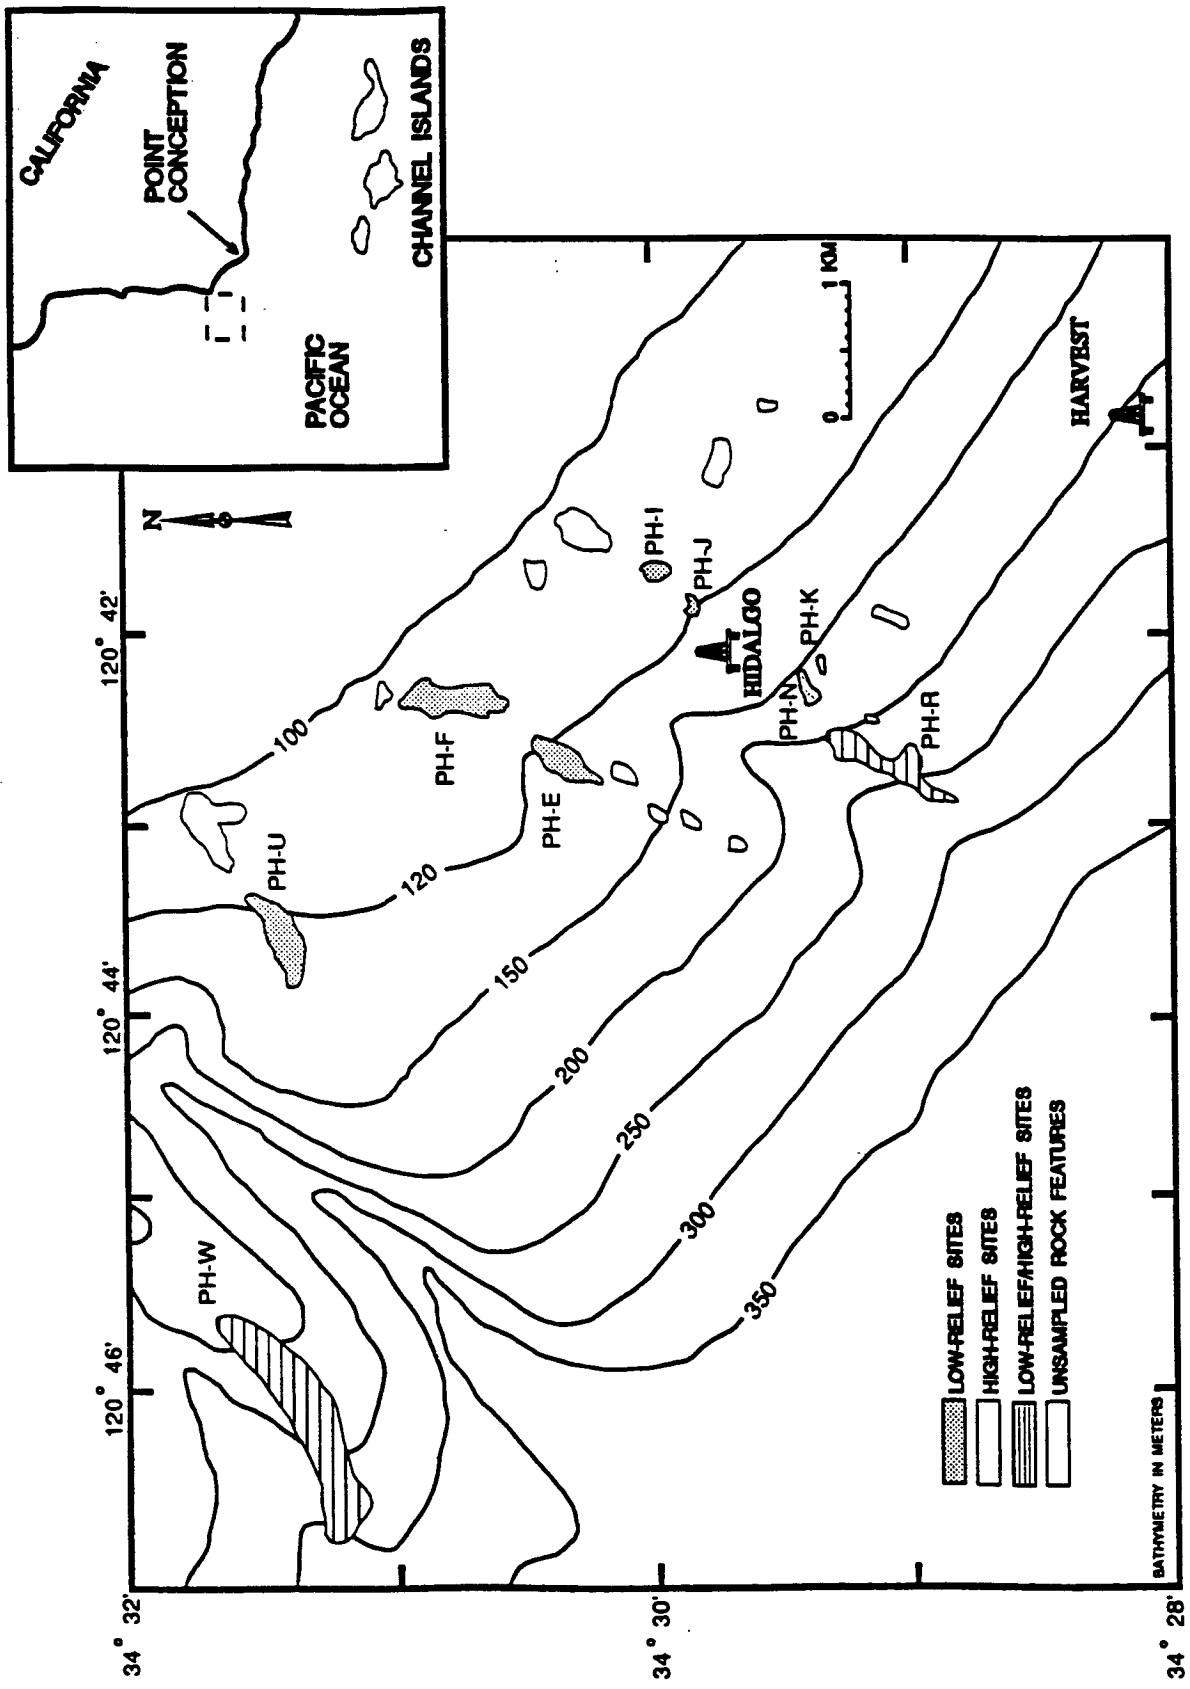 CALIFORNIA
POINT
CONCEPTION
PACIFIC
OCEAN
CHANNEL ISLANDS
120° 46'
120° 44'
120° 42'
N
34° 32'
34° 30'
34° 28'
PH-W
PH-U
100
PH-F
120
PH-E
150
PH-I
PH-J
HIDALGO
200
PH-N
PH-K
250
PH-R
300
350
0
1 KM
HARVEST
LOW-RELIEF SITES
HIGH-RELIEF SITES
LOW-RELIEF/HIGH-RELIEF SITES
UNSAMPLED ROCK FEATURES
BATHYMETRY IN METERS